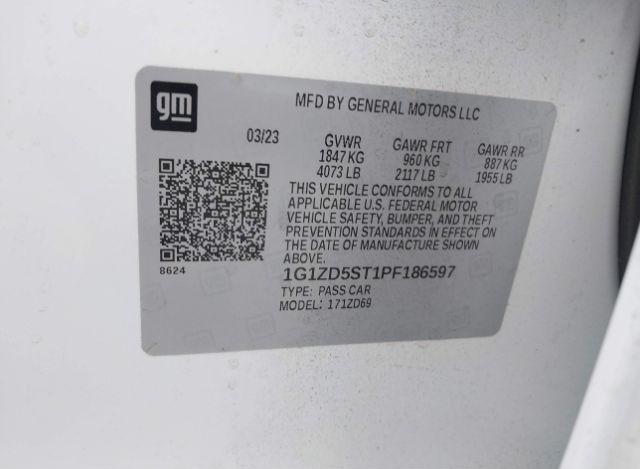 gm
MFD BY GENERAL MOTORS LLC
03/23 GVWR GAWR FRT GAWR RR
1847 KG 960 KG 887 KG
4073 LB 2117 LB 1955 LB
THIS VEHICLE CONFORMS TO ALL
APPLICABLE U.S. FEDERAL MOTOR
VEHICLE SAFETY, BUMPER, AND THEFT
PREVENTION STANDARDS IN EFFECT ON
THE DATE OF MANUFACTURE SHOWN
ABOVE.
8624
1G1ZD5ST1PF186597
TYPE: PASS CAR
MODEL: 171ZD69